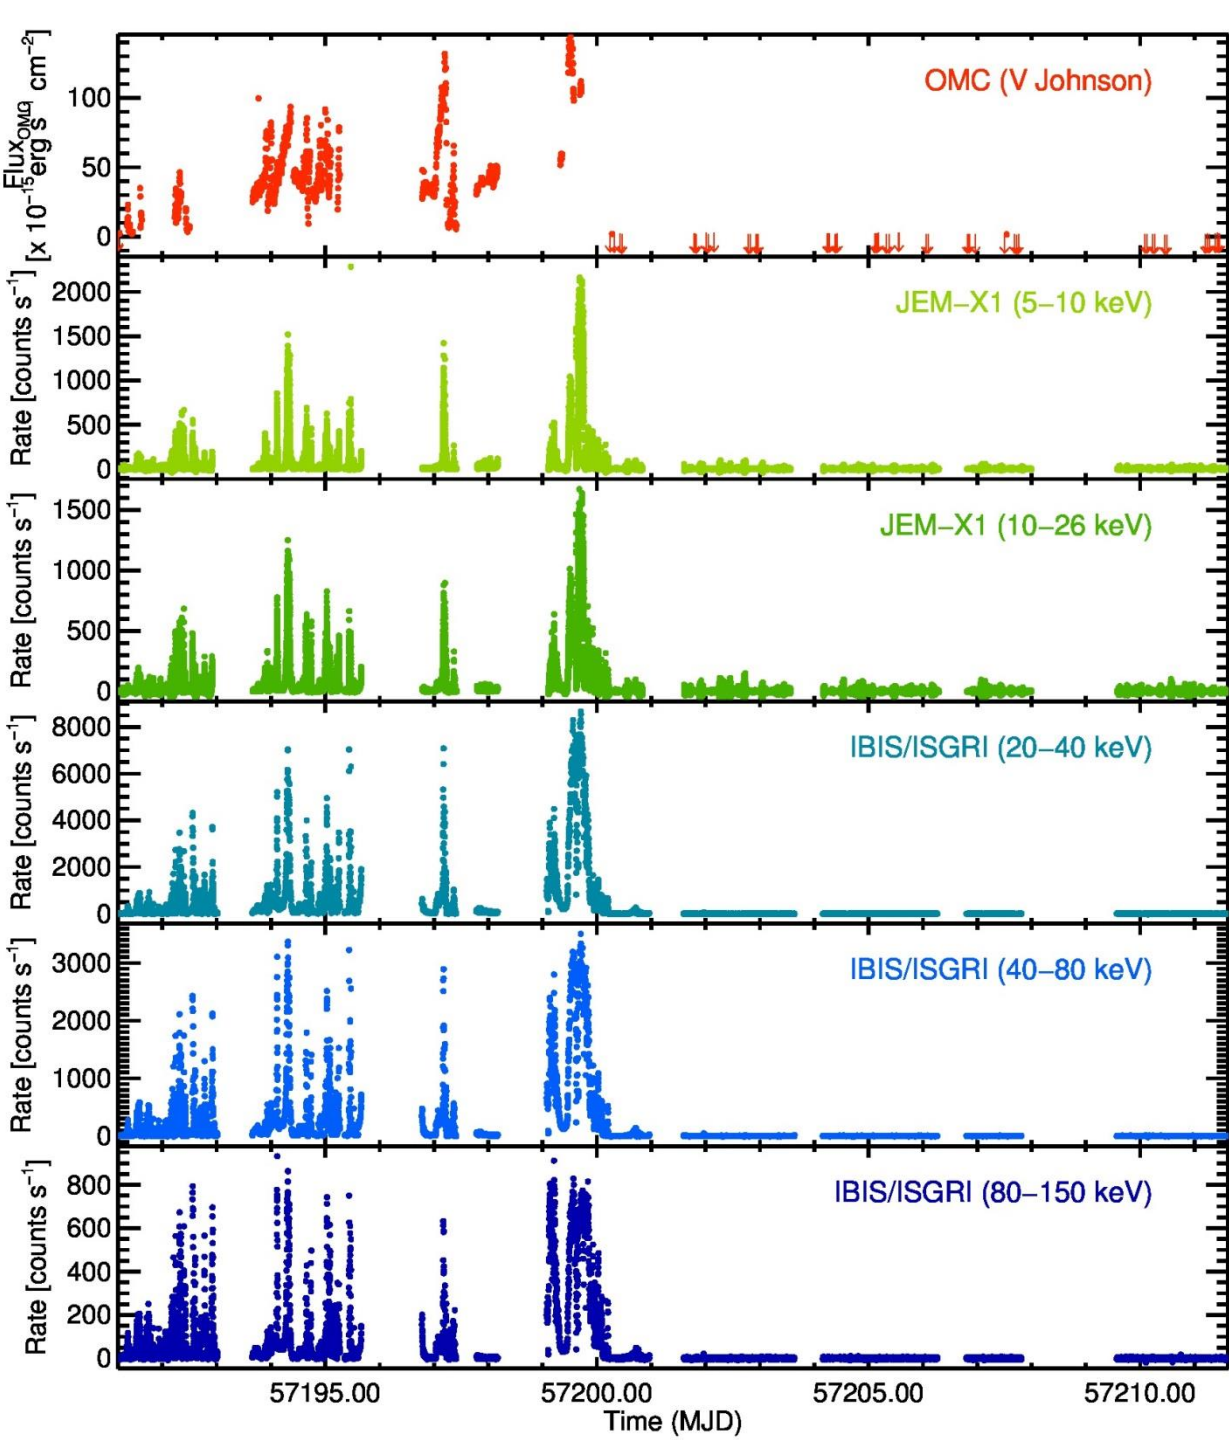 Flux_OMC
[x 10⁻¹⁵erg s⁻¹ cm⁻²]
100
50
0
OMC (V Johnson)
Rate [counts s⁻¹]
2000
1500
1000
500
0
JEM−X1 (5−10 keV)
Rate [counts s⁻¹]
1500
1000
500
0
JEM−X1 (10−26 keV)
Rate [counts s⁻¹]
8000
6000
4000
2000
0
IBIS/ISGRI (20−40 keV)
Rate [counts s⁻¹]
3000
2000
1000
0
IBIS/ISGRI (40−80 keV)
Rate [counts s⁻¹]
800
600
400
200
0
IBIS/ISGRI (80−150 keV)
57195.00 57200.00 57205.00 57210.00
Time (MJD)